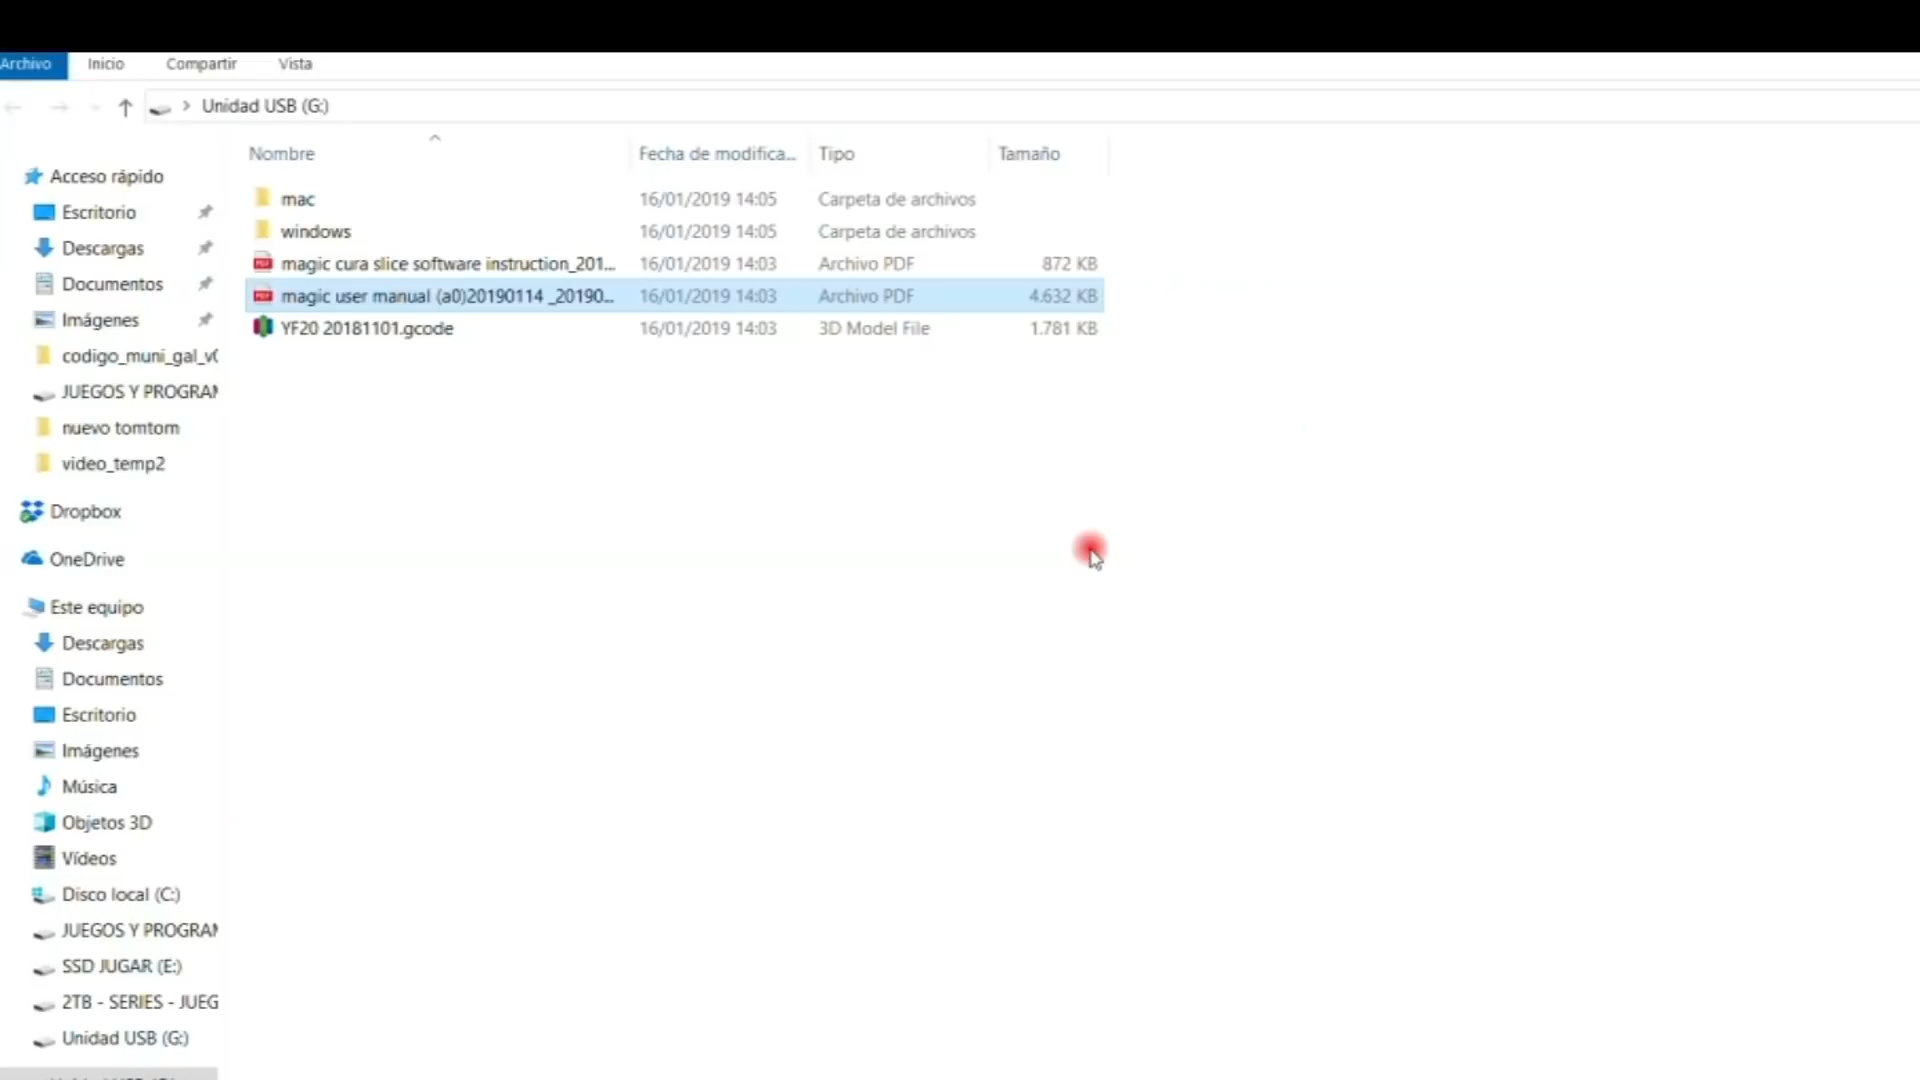 Archivo Inicio Compartir Vista
Unidad USB (G:)
Nombre Fecha de modifica... Tipo Tamaño
mac 16/01/2019 14:05 Carpeta de archivos
windows 16/01/2019 14:05 Carpeta de archivos
magic cura slice software instruction_201... 16/01/2019 14:03 Archivo PDF 872 KB
magic user manual (a0)20190114 _20190... 16/01/2019 14:03 Archivo PDF 4.632 KB
YF20 20181101.gcode 16/01/2019 14:03 3D Model File 1.781 KB
Acceso rápido
Escritorio
Descargas
Documentos
Imágenes
codigo_muni_gal_v(
JUEGOS Y PROGRAM
nuevo tomtom
video_temp2
Dropbox
OneDrive
Este equipo
Descargas
Documentos
Escritorio
Imágenes
Música
Objetos 3D
Vídeos
Disco local (C:)
JUEGOS Y PROGRAM
SSD JUGAR (E:)
2TB - SERIES - JUEG
Unidad USB (G:)